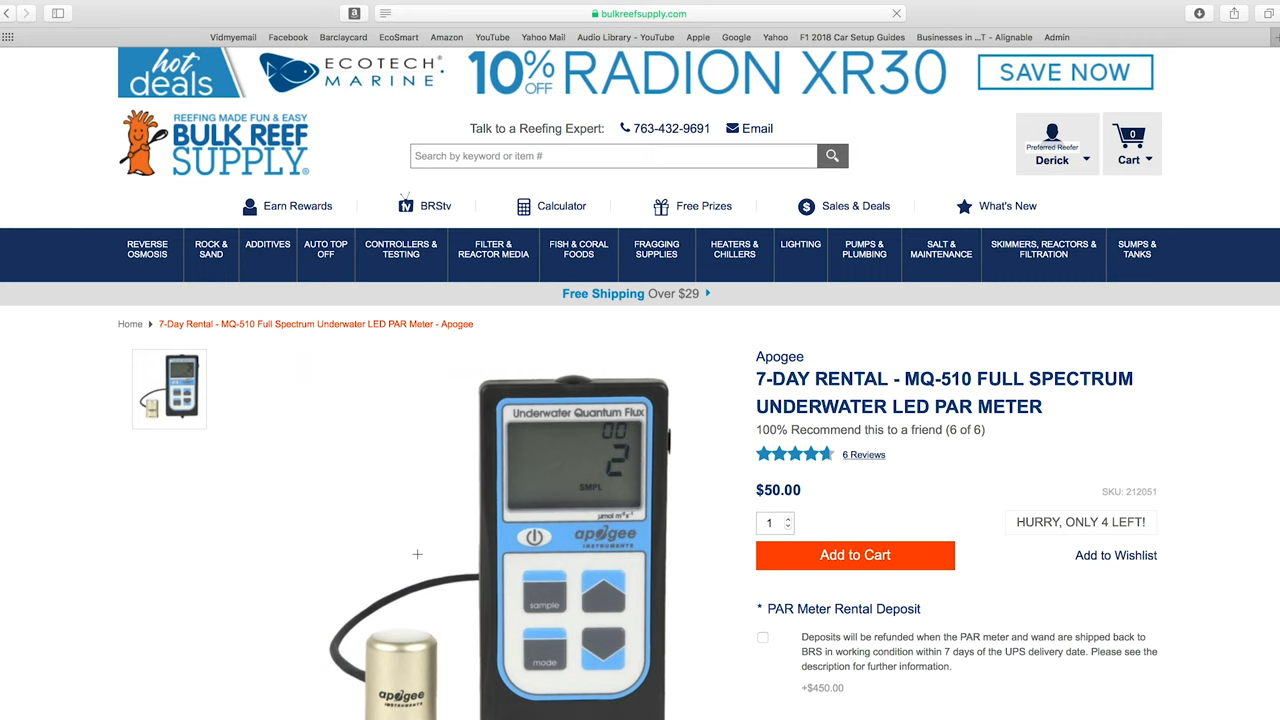 bulkreefsupply.com
Vidmyemail Facebook Barclaycard EcoSmart Amazon YouTube Yahoo Mail Audio Library - YouTube Apple Google Yahoo F1 2018 Car Setup Guides Businesses in ...T - Alignable Admin
hot deals
ECOTECH MARINE
10% OFF RADION XR30
SAVE NOW
REEFING MADE FUN & EASY
BULK REEF
SUPPLY
Talk to a Reefing Expert: 763-432-9691 Email
Search by keyword or item #
Preferred Reefer
Derick
0
Cart
Earn Rewards
tv BRStv
Calculator
Free Prizes
$ Sales & Deals
What's New
REVERSE
OSMOSIS
ROCK &
SAND
ADDITIVES
AUTO TOP
OFF
CONTROLLERS &
TESTING
FILTER &
REACTOR MEDIA
FISH & CORAL
FOODS
FRAGGING
SUPPLIES
HEATERS &
CHILLERS
LIGHTING
PUMPS &
PLUMBING
SALT &
MAINTENANCE
SKIMMERS, REACTORS &
FILTRATION
SUMPS &
TANKS
Free Shipping Over $29
Home 7-Day Rental - MQ-510 Full Spectrum Underwater LED PAR Meter - Apogee
Underwater Quantum Flux
00
2
SMPL
µmol m⁻² s⁻¹
apogee
INSTRUMENTS
sample
mode
apogee
INSTRUMENTS
Apogee
7-DAY RENTAL - MQ-510 FULL SPECTRUM
UNDERWATER LED PAR METER
100% Recommend this to a friend (6 of 6)
6 Reviews
$50.00
SKU: 212051
1
HURRY, ONLY 4 LEFT!
Add to Cart
Add to Wishlist
* PAR Meter Rental Deposit
Deposits will be refunded when the PAR meter and wand are shipped back to
BRS in working condition within 7 days of the UPS delivery date. Please see the
description for further information.
+$450.00